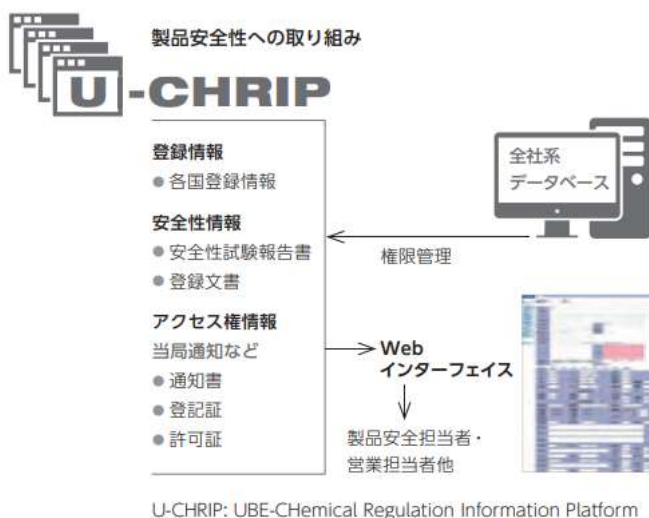 製品安全性への取り組み
U-CHRIP
登録情報
● 各国登録情報
安全性情報
● 安全性試験報告書
● 登録文書
アクセス権情報
当局通知など
● 通知書
● 登記証
● 許可証
全社系
データベース
権限管理
Web
インターフェイス
製品安全担当者・
営業担当者他
U-CHRIP: UBE-CHemical Regulation Information Platform